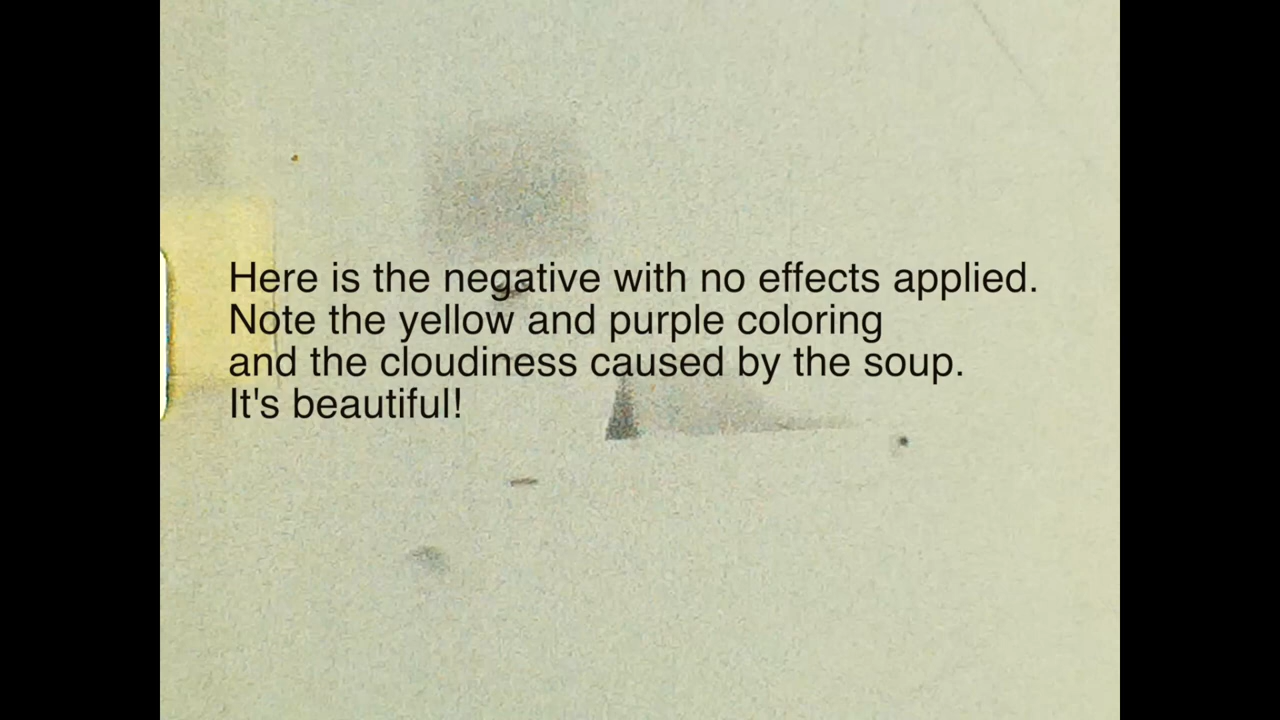 Here is the negative with no effects applied.
Note the yellow and purple coloring
and the cloudiness caused by the soup.
It's beautiful!